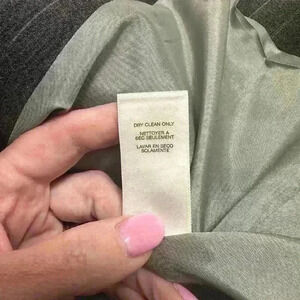 DRY CLEAN ONLY
NETTOYER A
SEC SEULEMENT
LAVAR EN SECO
SOLAMENTE